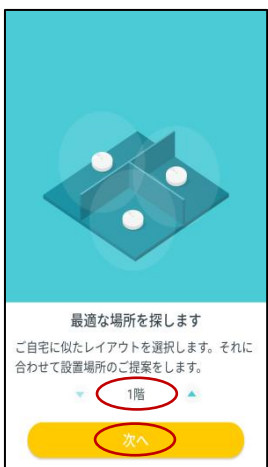 最適な場所を探します
ご自宅に似たレイアウトを選択します。それに
合わせて設置場所のご提案をします。
1階
次へ